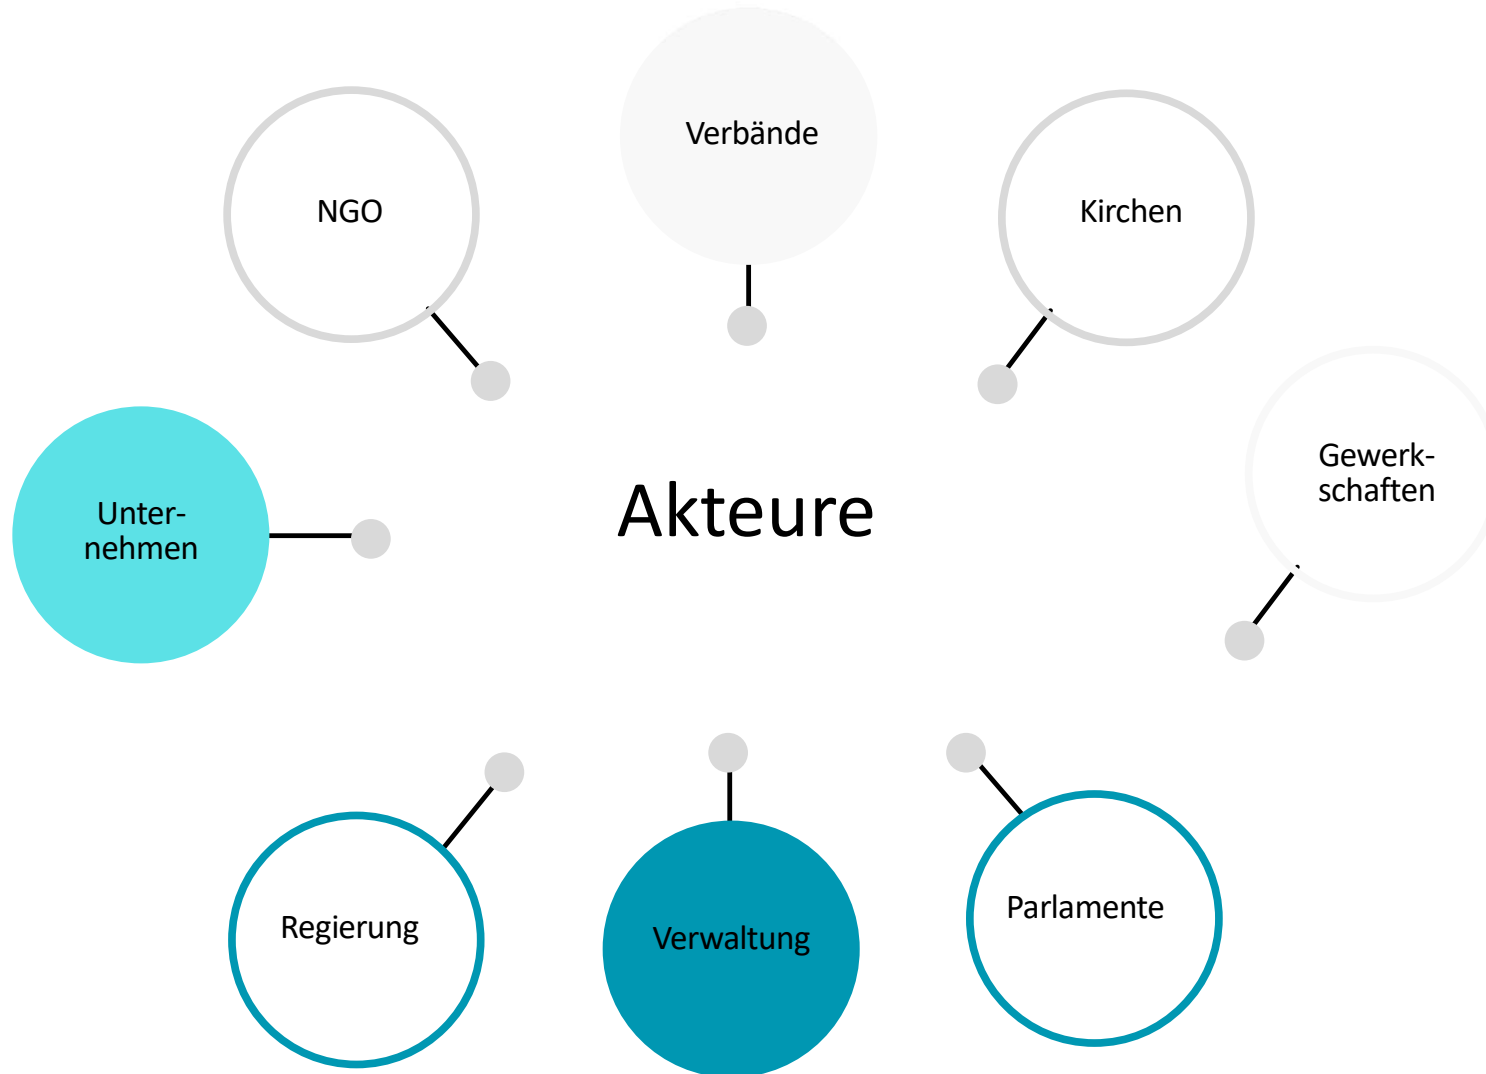 Verbände
NGO
Kirchen
Gewerk-
schaften
Unter-
nehmen
Akteure
Regierung
Verwaltung
Parlamente